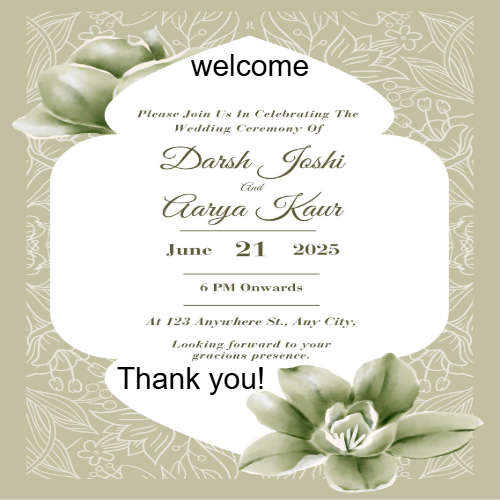 welcome
Please Join Us In Celebrating The
Wedding Ceremony Of
Darsh Joshi
And
Aarya Kaur
June 21 2025
6 PM Onwards
At 123 Anywhere St., Any City,
Looking forward to your
gracious presence.
Thank you!